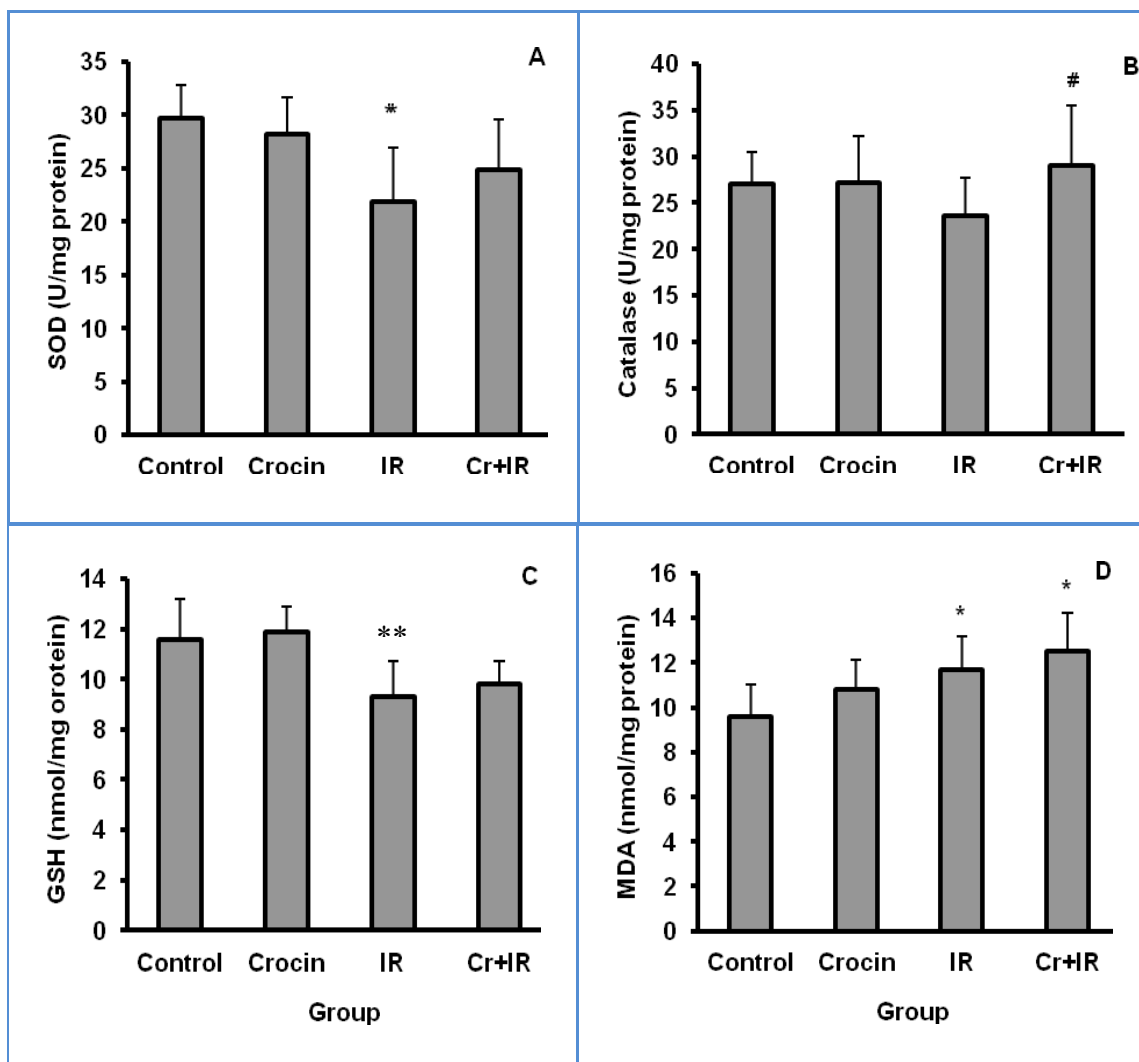 A
SOD (U/mg protein)
35
30
25
20
15
10
5
0
*
Control Crocin IR Cr+IR
B
Catalase (U/mg protein)
40
35
30
25
20
15
10
5
0
#
Control Crocin IR Cr+IR
C
GSH (nmol/mg orotein)
14
12
10
8
6
4
2
0
**
Control Crocin IR Cr+IR
Group
D
MDA (nmol/mg protein)
16
14
12
10
8
6
4
2
0
* *
Control Crocin IR Cr+IR
Group